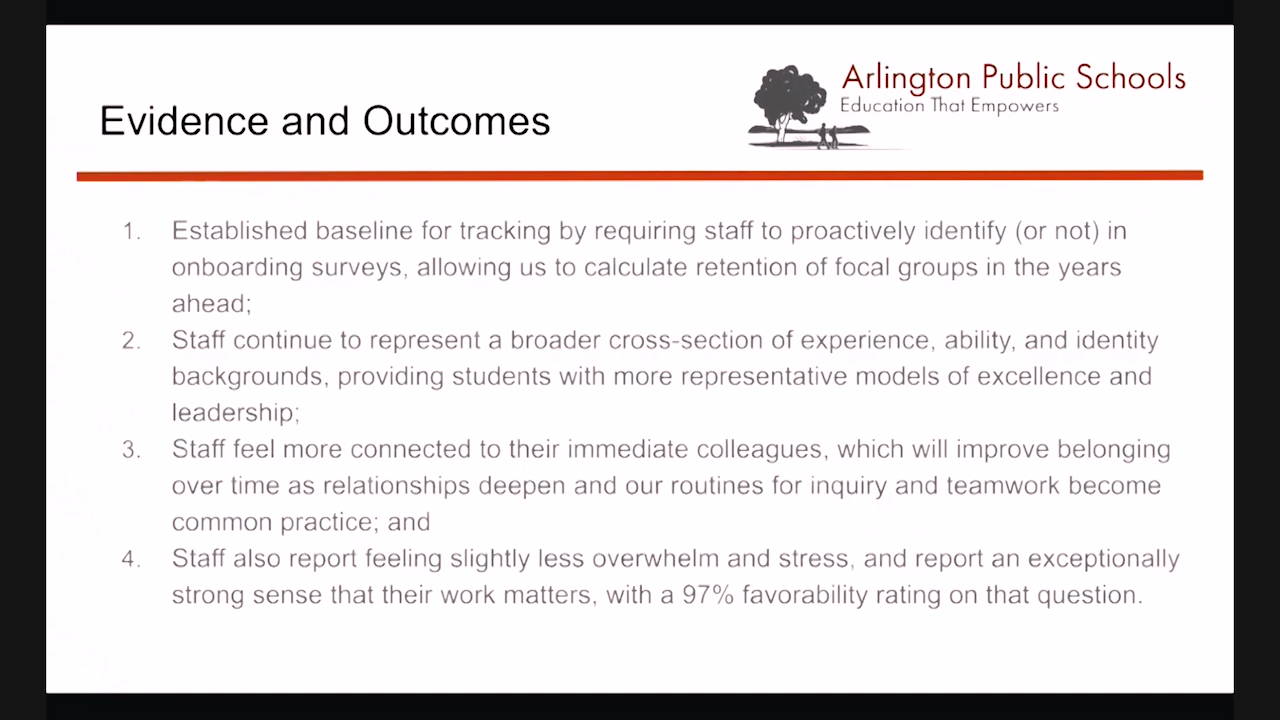 Arlington Public Schools
Education That Empowers
Evidence and Outcomes
1. Established baseline for tracking by requiring staff to proactively identify (or not) in
onboarding surveys, allowing us to calculate retention of focal groups in the years
ahead;
2. Staff continue to represent a broader cross-section of experience, ability, and identity
backgrounds, providing students with more representative models of excellence and
leadership;
3. Staff feel more connected to their immediate colleagues, which will improve belonging
over time as relationships deepen and our routines for inquiry and teamwork become
common practice; and
4. Staff also report feeling slightly less overwhelm and stress, and report an exceptionally
strong sense that their work matters, with a 97% favorability rating on that question.